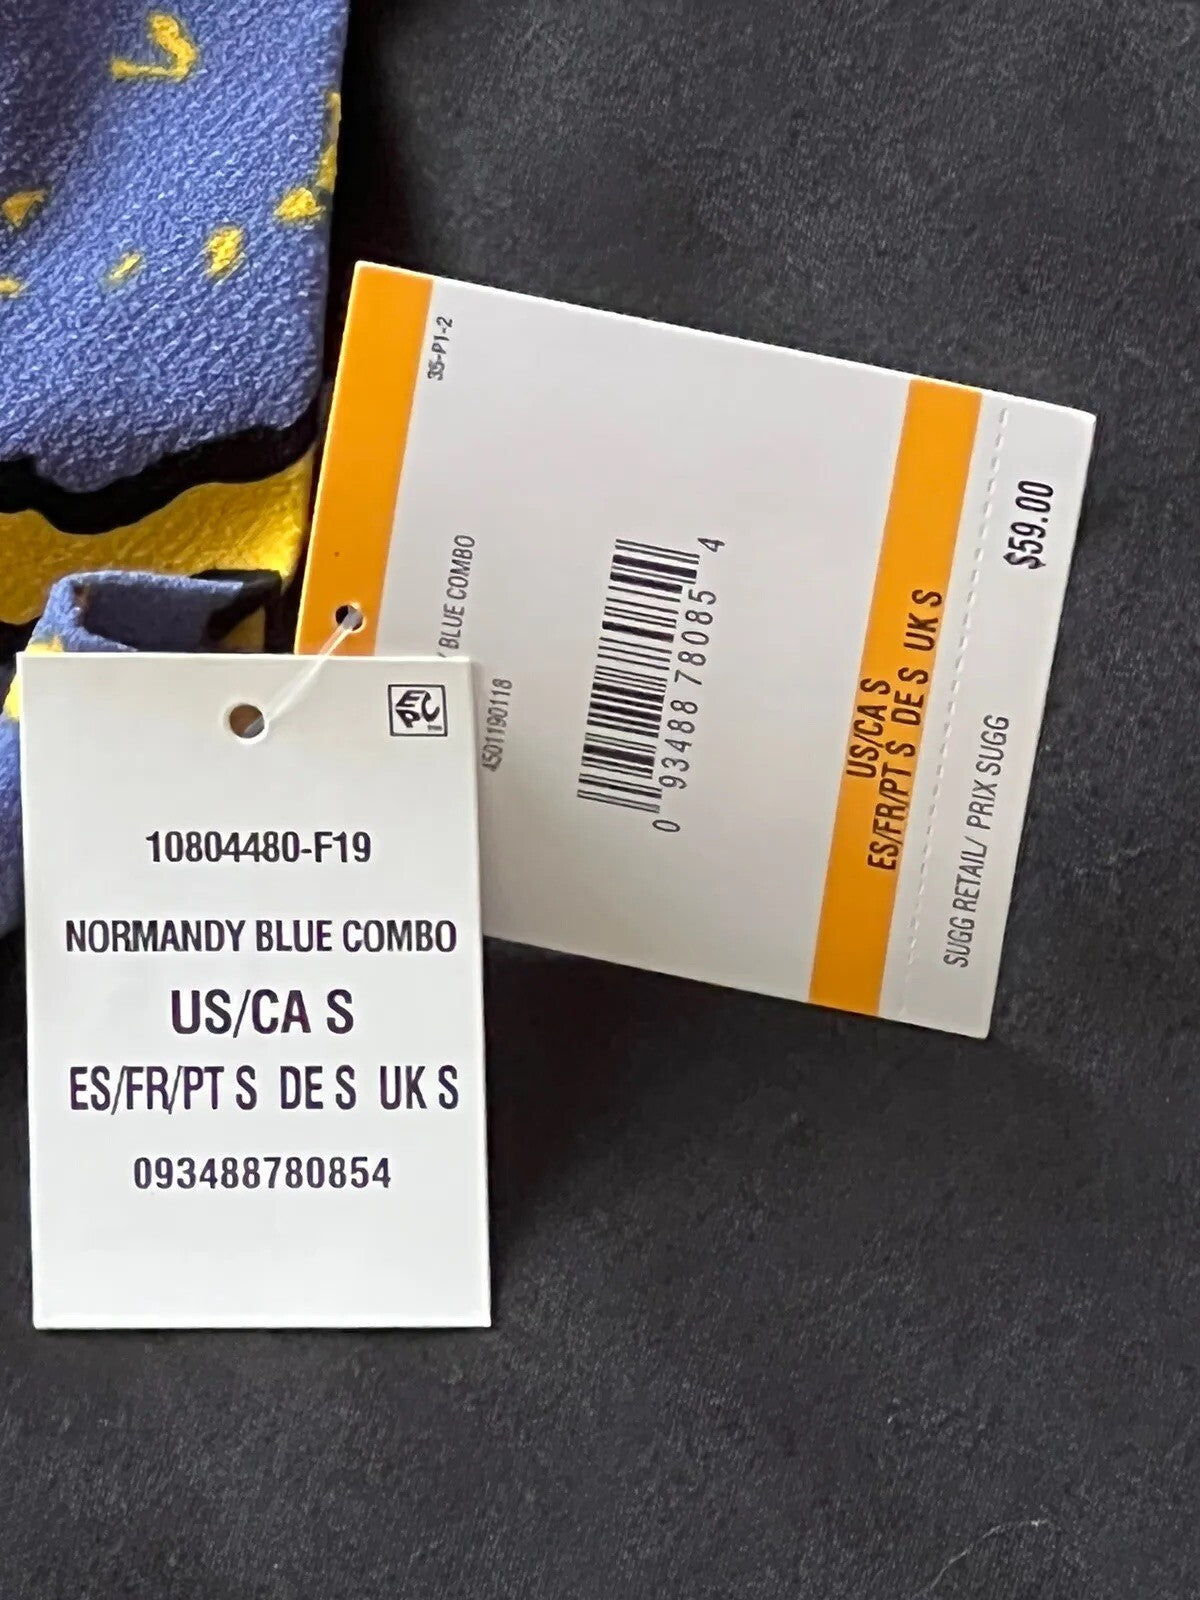 10804480-F19
NORMANDY BLUE COMBO
US/CA S
ES/FR/PT S DE S UK S
093488780854
35-P1-2
BLUE COMBO
4501190118
0 93488 78085 4
US/CA S
ES/FR/PT S DE S UK S
SUGG RETAIL/ PRIX SUGG
$59.00